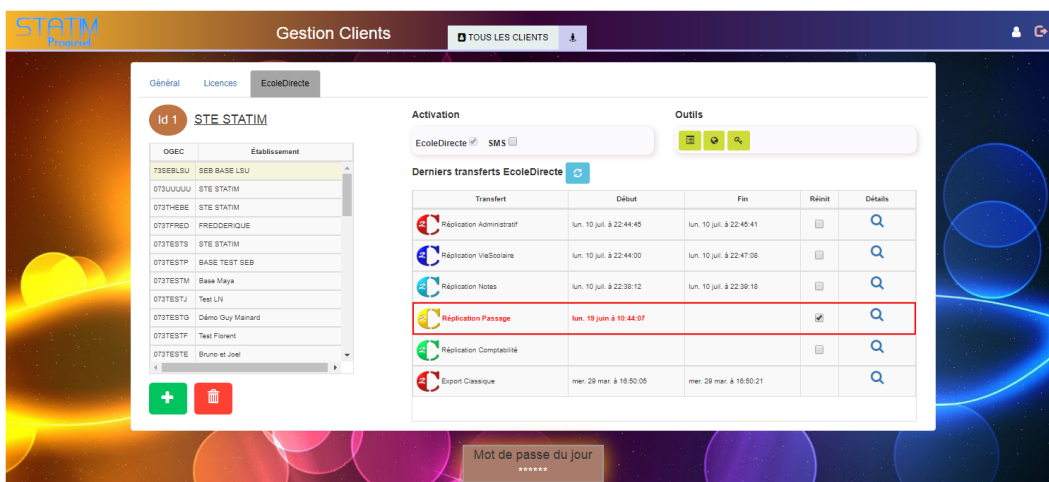 STATIM
Progiciel
Gestion Clients
TOUS LES CLIENTS
Général Licences EcoleDirecte
Id 1 STE STATIM
OGEC Établissement
73SEBLSU SEB BASE LSU
073UUUUU STE STATIM
073THEBE STE STATIM
073TFRED FREDDERIQUE
073TESTS STE STATIM
073TESTP BASE TEST SEB
073TESTM Base Maya
073TESTJ Test LN
073TESTG Démo Guy Mainard
073TESTF Test Florent
073TESTE Bruno et Joel
Activation
EcoleDirecte SMS
Outils
Derniers transferts EcoleDirecte
Transfert Début Fin Réinit Détails
Réplication Administratif lun. 10 juil. à 22:44:45 lun. 10 juil. à 22:45:41
Réplication VieScolaire lun. 10 juil. à 22:44:00 lun. 10 juil. à 22:47:08
Réplication Notes lun. 10 juil. à 22:38:12 lun. 10 juil. à 22:39:18
Réplication Passage lun. 19 juin à 10:44:07
Réplication Comptabilité
Export Classique mer. 29 mar. à 16:50:05 mer. 29 mar. à 16:50:21
Mot de passe du jour
******